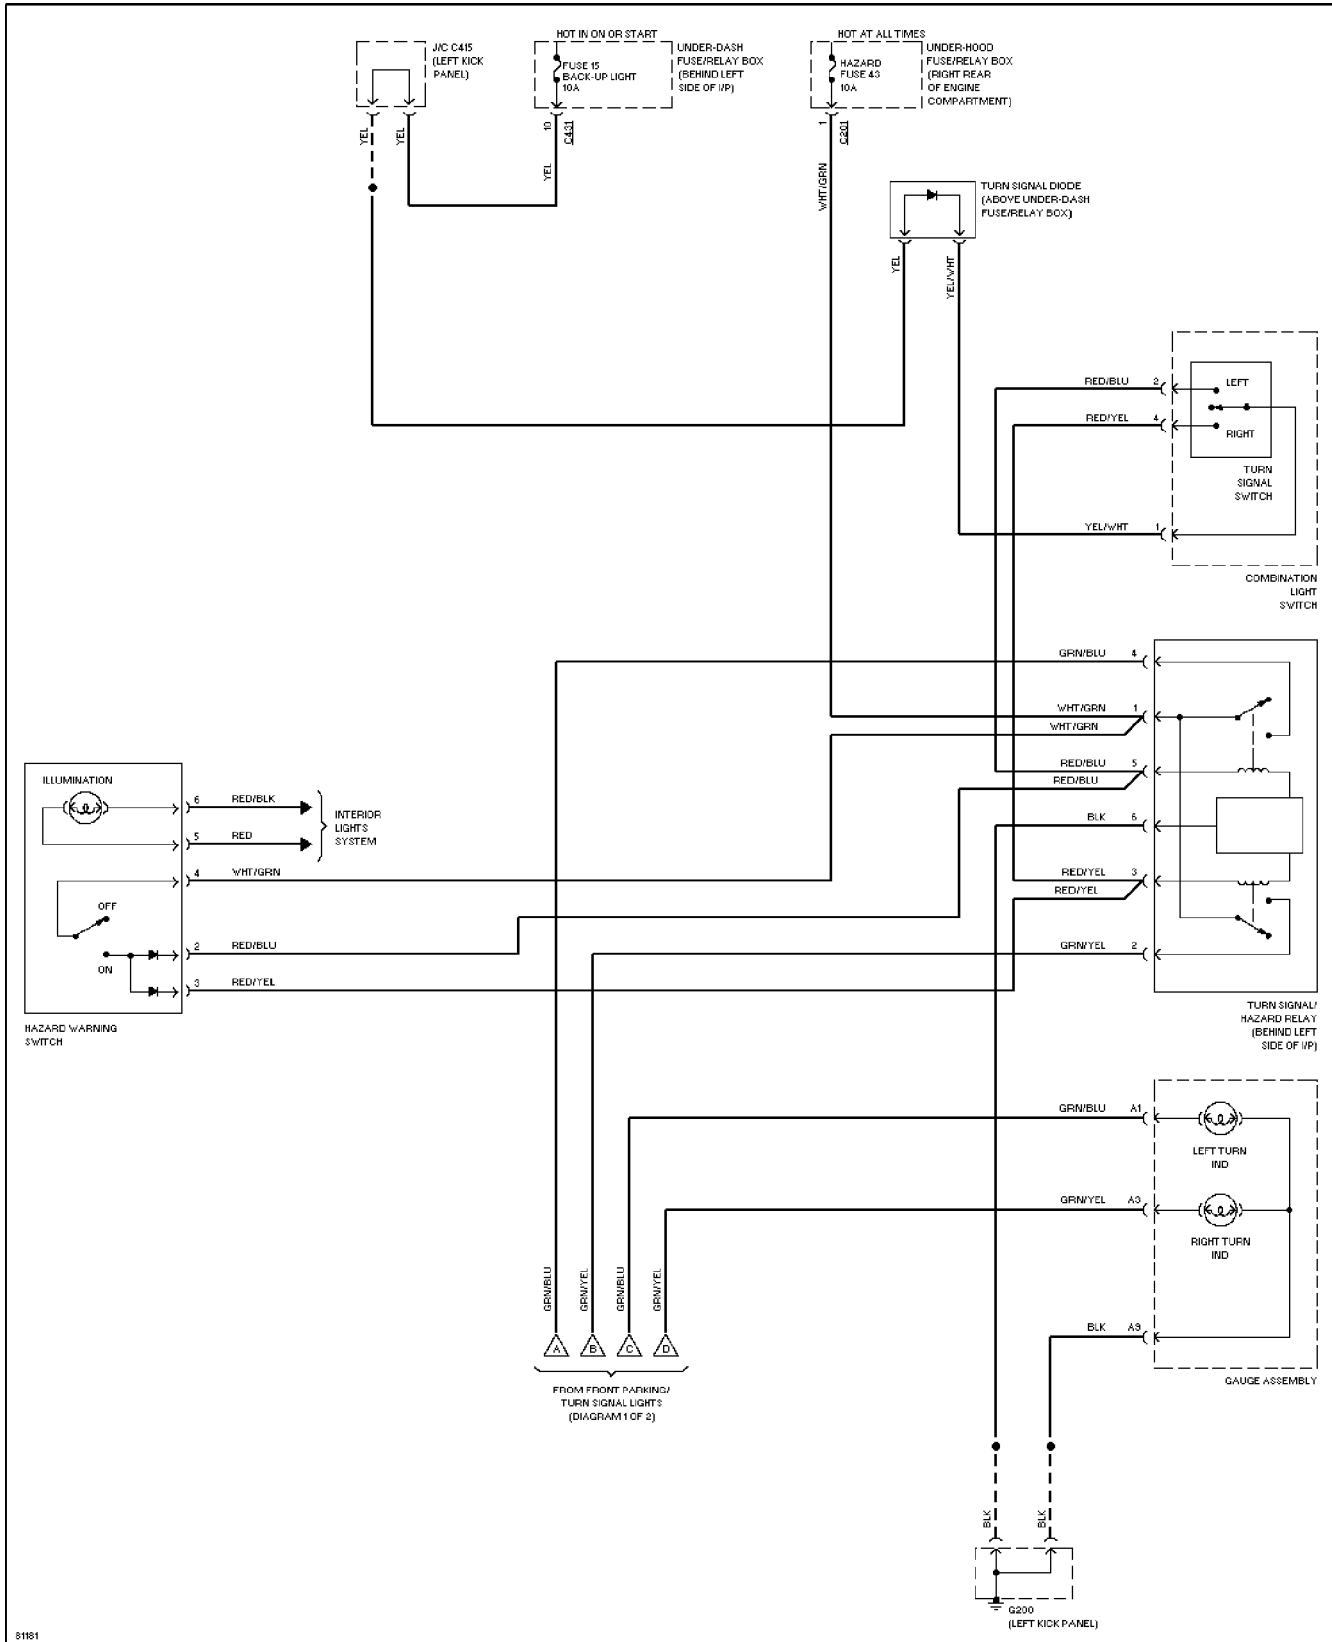 HOT IN ON OR START
HOT AT ALL TIMES
J/C C415
(LEFT KICK
PANEL)
FUSE 15
BACK-UP LIGHT
10A
UNDER-DASH
FUSE/RELAY BOX
(BEHIND LEFT
SIDE OF I/P)
HAZARD
FUSE 43
10A
UNDER-HOOD
FUSE/RELAY BOX
(RIGHT REAR
OF ENGINE
COMPARTMENT)
YEL
YEL
10
C431
YEL
1
C201
WHT/GRN
TURN SIGNAL DIODE
(ABOVE UNDER-DASH
FUSE/RELAY BOX)
YEL
YEL/WHT
RED/BLU 2
LEFT
RED/YEL 4
RIGHT
TURN
SIGNAL
SWITCH
YEL/WHT 1
COMBINATION
LIGHT
SWITCH
GRN/BLU 4
WHT/GRN 1
WHT/GRN
RED/BLU 5
RED/BLU
BLK 6
RED/YEL 3
RED/YEL
GRN/YEL 2
TURN SIGNAL/
HAZARD RELAY
(BEHIND LEFT
SIDE OF I/P)
ILLUMINATION
6 RED/BLK
5 RED
INTERIOR
LIGHTS
SYSTEM
4 WHT/GRN
OFF
2 RED/BLU
ON
3 RED/YEL
HAZARD WARNING
SWITCH
GRN/BLU A1
LEFT TURN
IND
GRN/YEL A3
RIGHT TURN
IND
BLK A9
GAUGE ASSEMBLY
GRN/BLU
GRN/YEL
GRN/BLU
GRN/YEL
A B C D
FROM FRONT PARKING/
TURN SIGNAL LIGHTS
(DIAGRAM 1 OF 2)
BLK
BLK
G200
(LEFT KICK PANEL)
81181